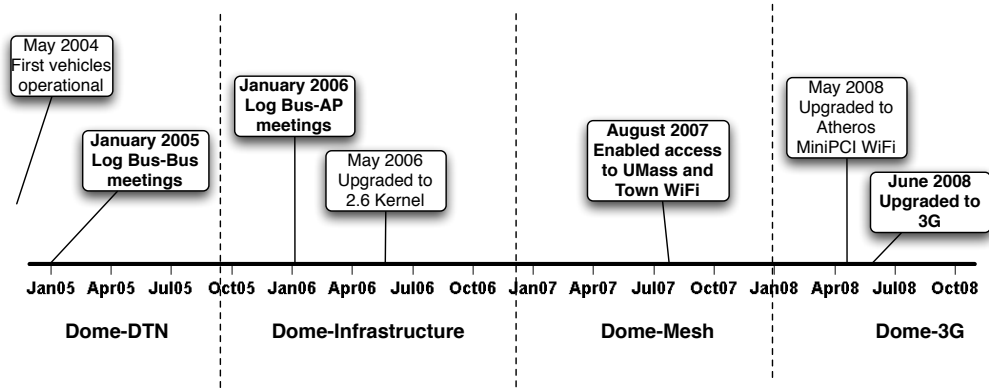 May 2004
First vehicles
operational
January 2005
Log Bus-Bus
meetings
January 2006
Log Bus-AP
meetings
May 2006
Upgraded to
2.6 Kernel
August 2007
Enabled access
to UMass and
Town WiFi
May 2008
Upgraded to
Atheros
MiniPCI WiFi
June 2008
Upgraded to
3G
Jan05 Apr05 Jul05 Oct05 Jan06 Apr06 Jul06 Oct06 Jan07 Apr07 Jul07 Oct07 Jan08 Apr08 Jul08 Oct08
Dome-DTN Dome-Infrastructure Dome-Mesh Dome-3G